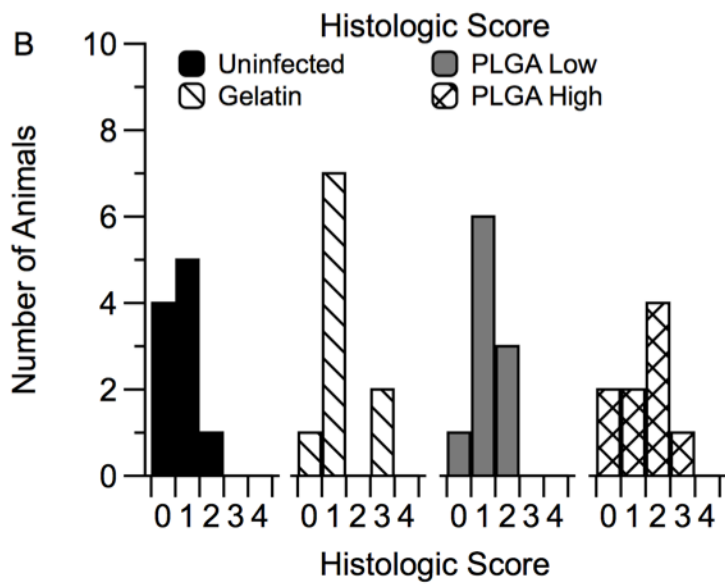 Histologic Score
B
10
Uninfected PLGA Low
Gelatin PLGA High
8
6
4
2
0
Number of Animals
0 1 2 3 4 0 1 2 3 4 0 1 2 3 4 0 1 2 3 4
Histologic Score